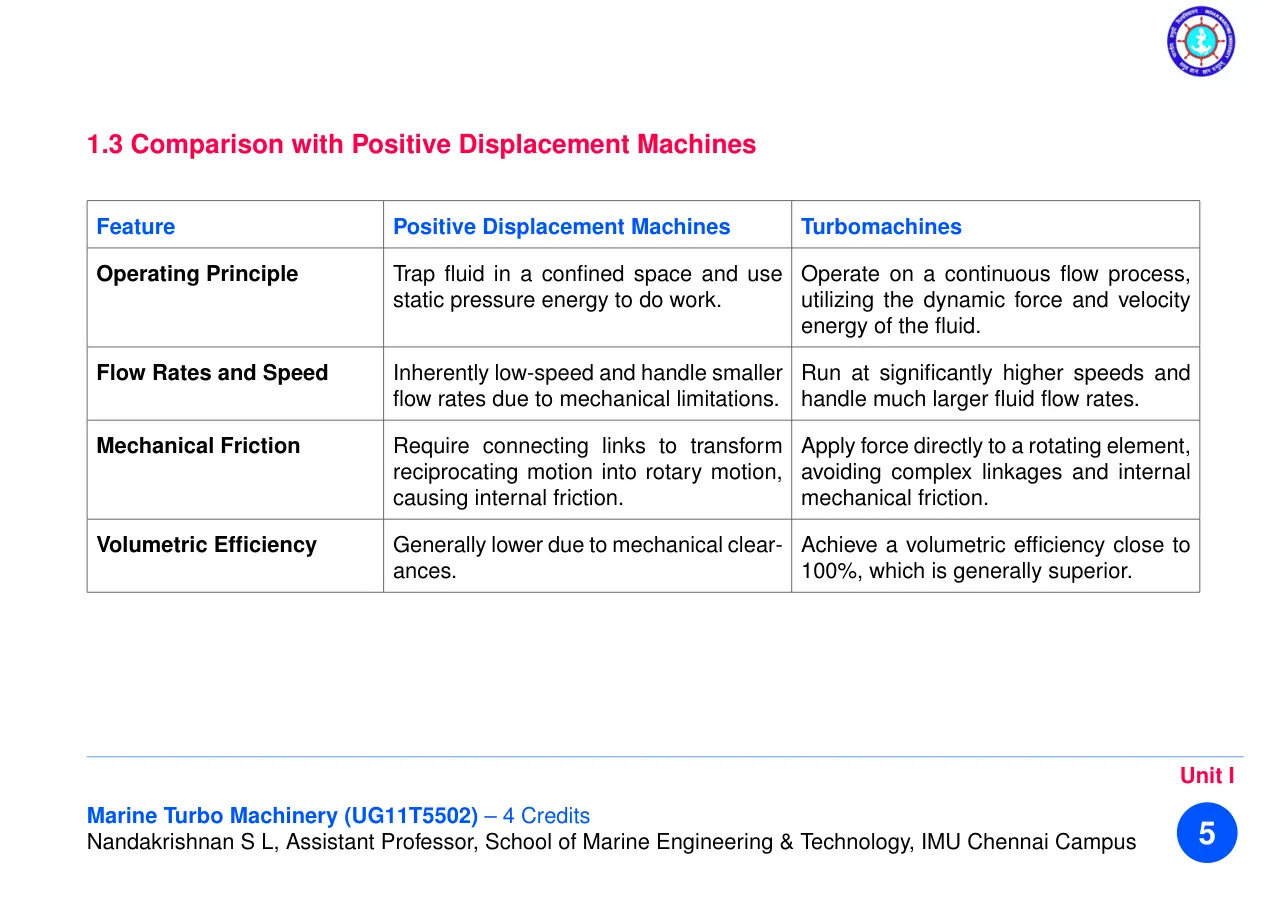 1.3 Comparison with Positive Displacement Machines
Feature
Positive Displacement Machines
Turbomachines
Operating Principle
Trap fluid in a confined space and use
static pressure energy to do work.
Operate on a continuous flow process,
utilizing the dynamic force and velocity
energy of the fluid.
Flow Rates and Speed
Inherently low-speed and handle smaller
flow rates due to mechanical limitations.
Run at significantly higher speeds and
handle much larger fluid flow rates.
Mechanical Friction
Require connecting links to transform
reciprocating motion into rotary motion,
causing internal friction.
Apply force directly to a rotating element,
avoiding complex linkages and internal
mechanical friction.
Volumetric Efficiency
Generally lower due to mechanical clear-
ances.
Achieve a volumetric efficiency close to
100%, which is generally superior.
Unit I
Marine Turbo Machinery (UG11T5502) – 4 Credits
Nandakrishnan S L, Assistant Professor, School of Marine Engineering & Technology, IMU Chennai Campus
5